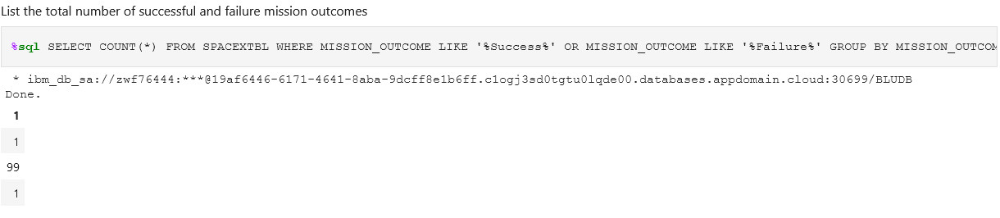 List the total number of successful and failure mission outcomes
%sql SELECT COUNT(*) FROM SPACEXTBL WHERE MISSION_OUTCOME LIKE '%Success%' OR MISSION_OUTCOME LIKE '%Failure%' GROUP BY MISSION_OUTCOM
* ibm_db_sa://zwf76444:***@19af6446-6171-4641-8aba-9dcff8e1b6ff.c1ogj3sd0tgtu0lqde00.databases.appdomain.cloud:30699/BLUDB
Done.
1
1
99
1